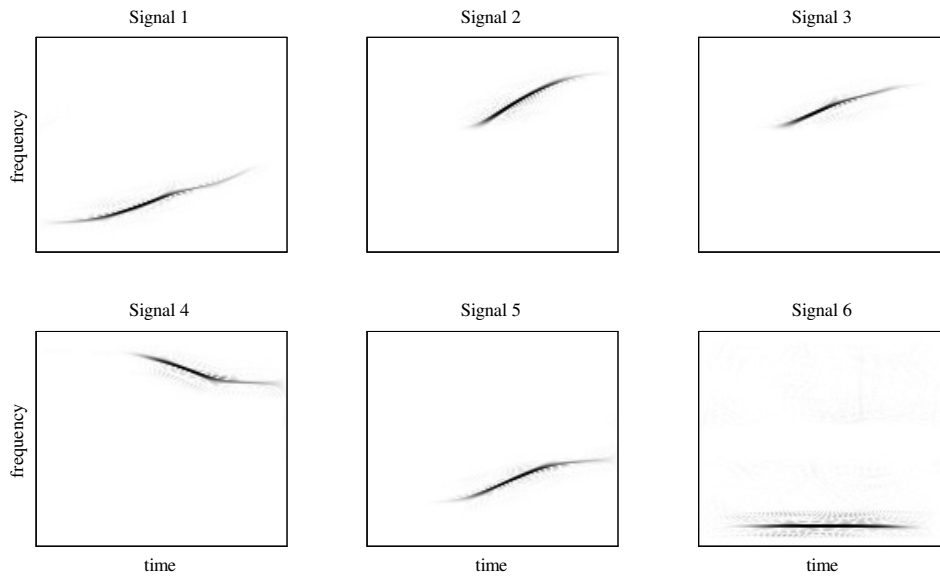 Signal 1
Signal 2
Signal 3
frequency
Signal 4
Signal 5
Signal 6
frequency
time
time
time